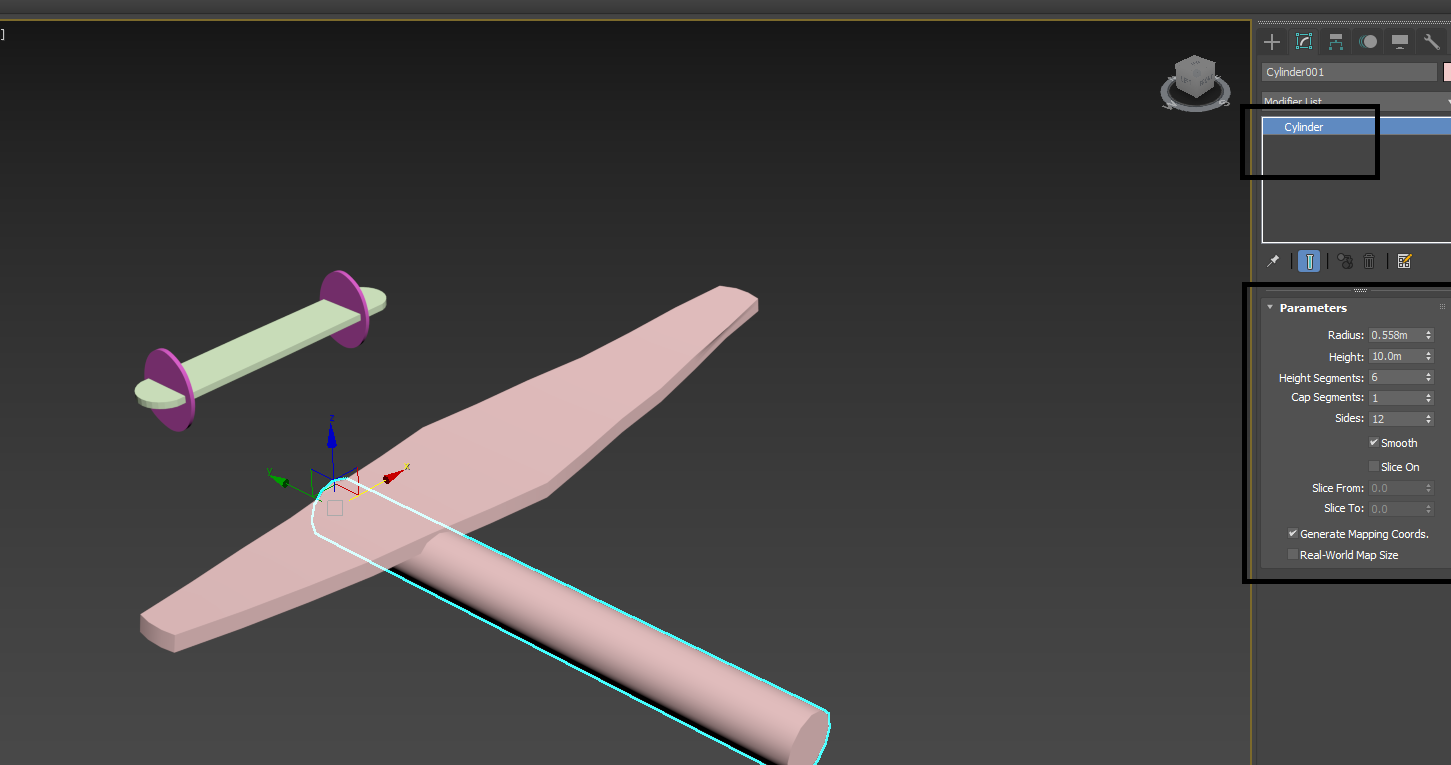 ]
Cylinder001
Modifier List
Cylinder
Parameters
Radius: 0.558m
Height: 10.0m
Height Segments: 6
Cap Segments: 1
Sides: 12
Smooth
Slice On
Slice From: 0.0
Slice To: 0.0
Generate Mapping Coords.
Real-World Map Size
z
y
x
W
S